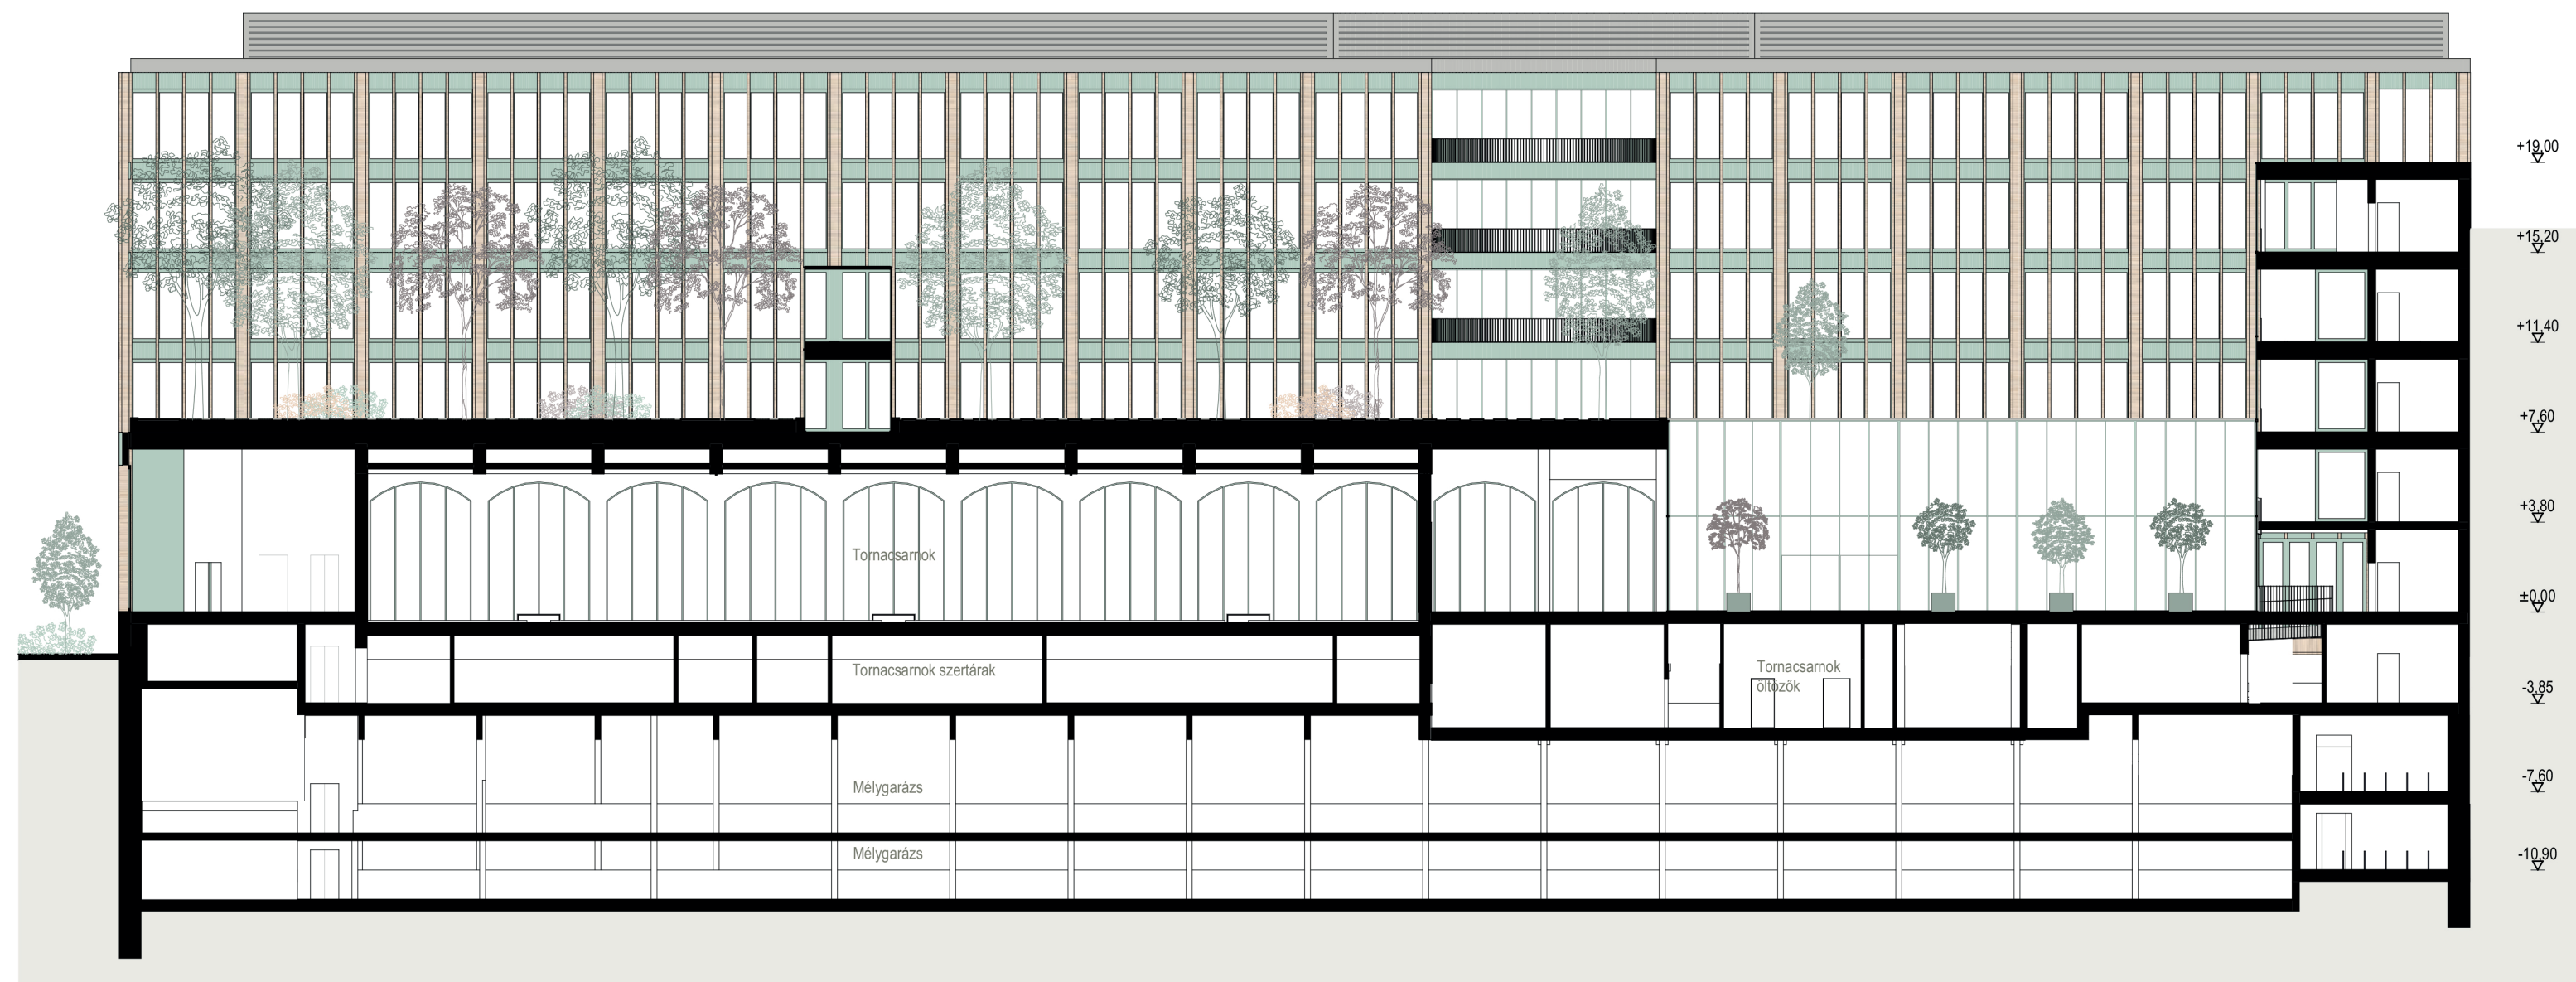 +19,00
+15,20
+11,40
+7,60
+3,80
±0,00
Tornacsarnok
Tornacsarnok szertárak
Tornacsarnok
öltözők
-3,85
Mélygarázs
-7,60
Mélygarázs
-10,90